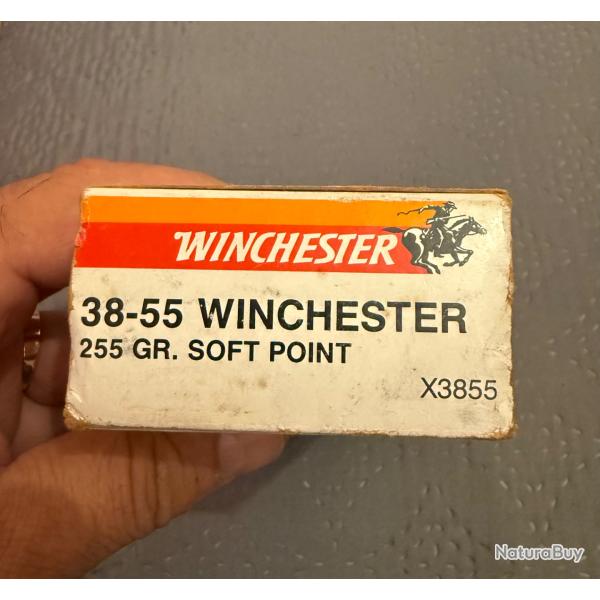 WINCHESTER
38-55 WINCHESTER
255 GR. SOFT POINT
X3855
NaturaBuy